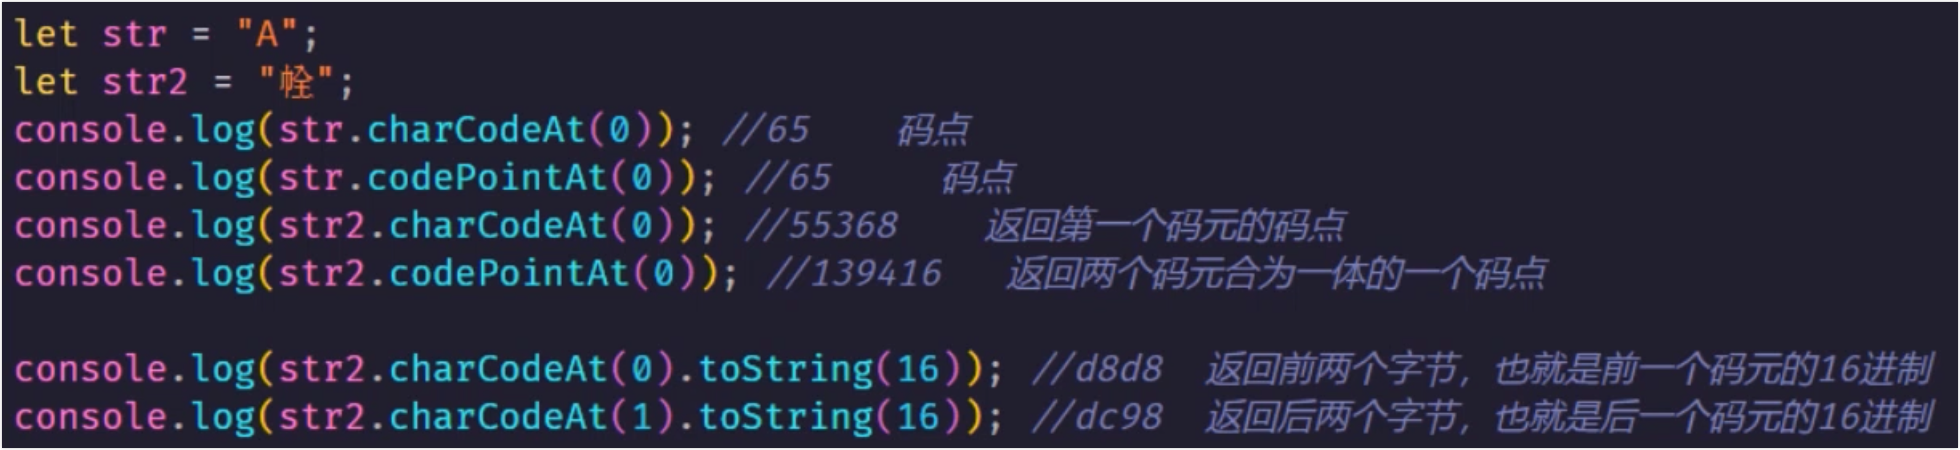 let str = "A";
let str2 = "𢂘";
console.log(str.charCodeAt(0)); //65 码点
console.log(str.codePointAt(0)); //65 码点
console.log(str2.charCodeAt(0)); //55368 返回第一个码元的码点
console.log(str2.codePointAt(0)); //139416 返回两个码元合为一体的一个码点
console.log(str2.charCodeAt(0).toString(16)); //d8d8 返回前两个字节，也就是前一个码元的16进制
console.log(str2.charCodeAt(1).toString(16)); //dc98 返回后两个字节，也就是后一个码元的16进制